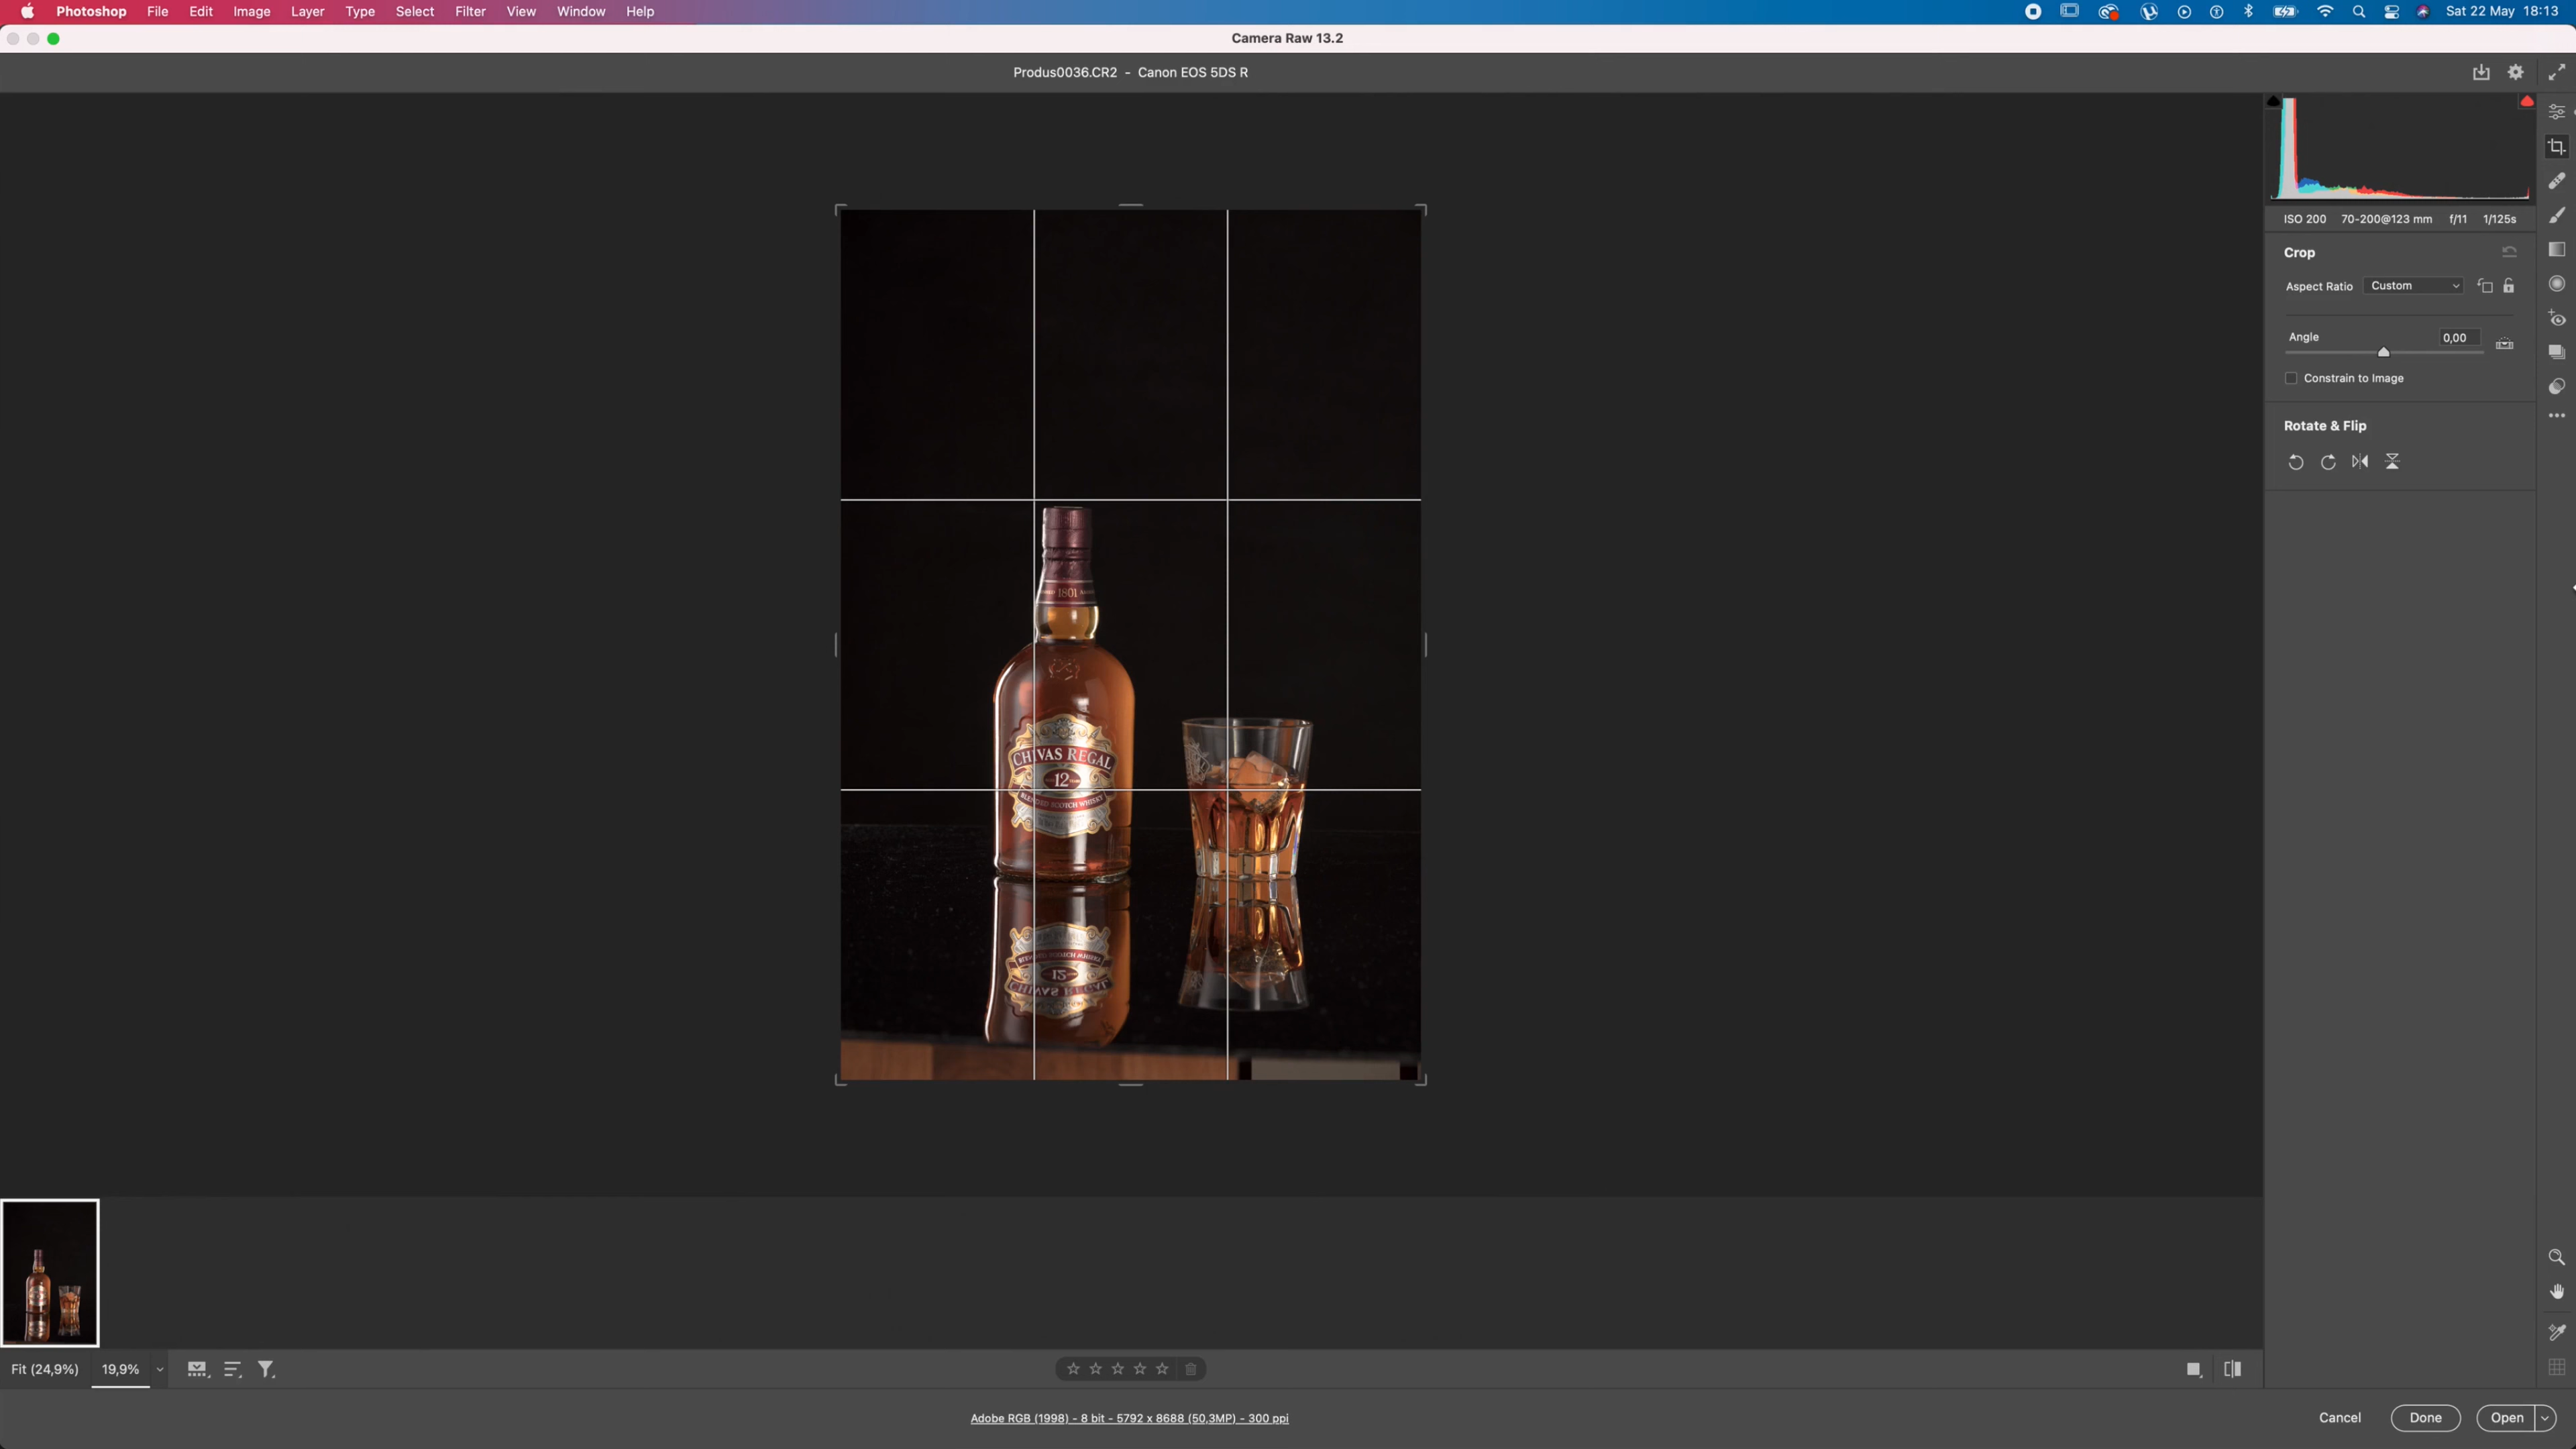 Photoshop File Edit Image Layer Type Select Filter View Window Help Sat 22 May 18:13
Camera Raw 13.2
Produs0036.CR2 - Canon EOS 5DS R
ISO 200 70-200@123 mm f/11 1/125s
Crop
Aspect Ratio Custom
Angle 0,00
Constrain to Image
Rotate & Flip
1801
CHIVAS REGAL
12
BLENDED SCOTCH WHISKY
Fit (24,9%) 19,9%
Adobe RGB (1998) - 8 bit - 5792 x 8688 (50,3MP) - 300 ppi
Cancel Done Open